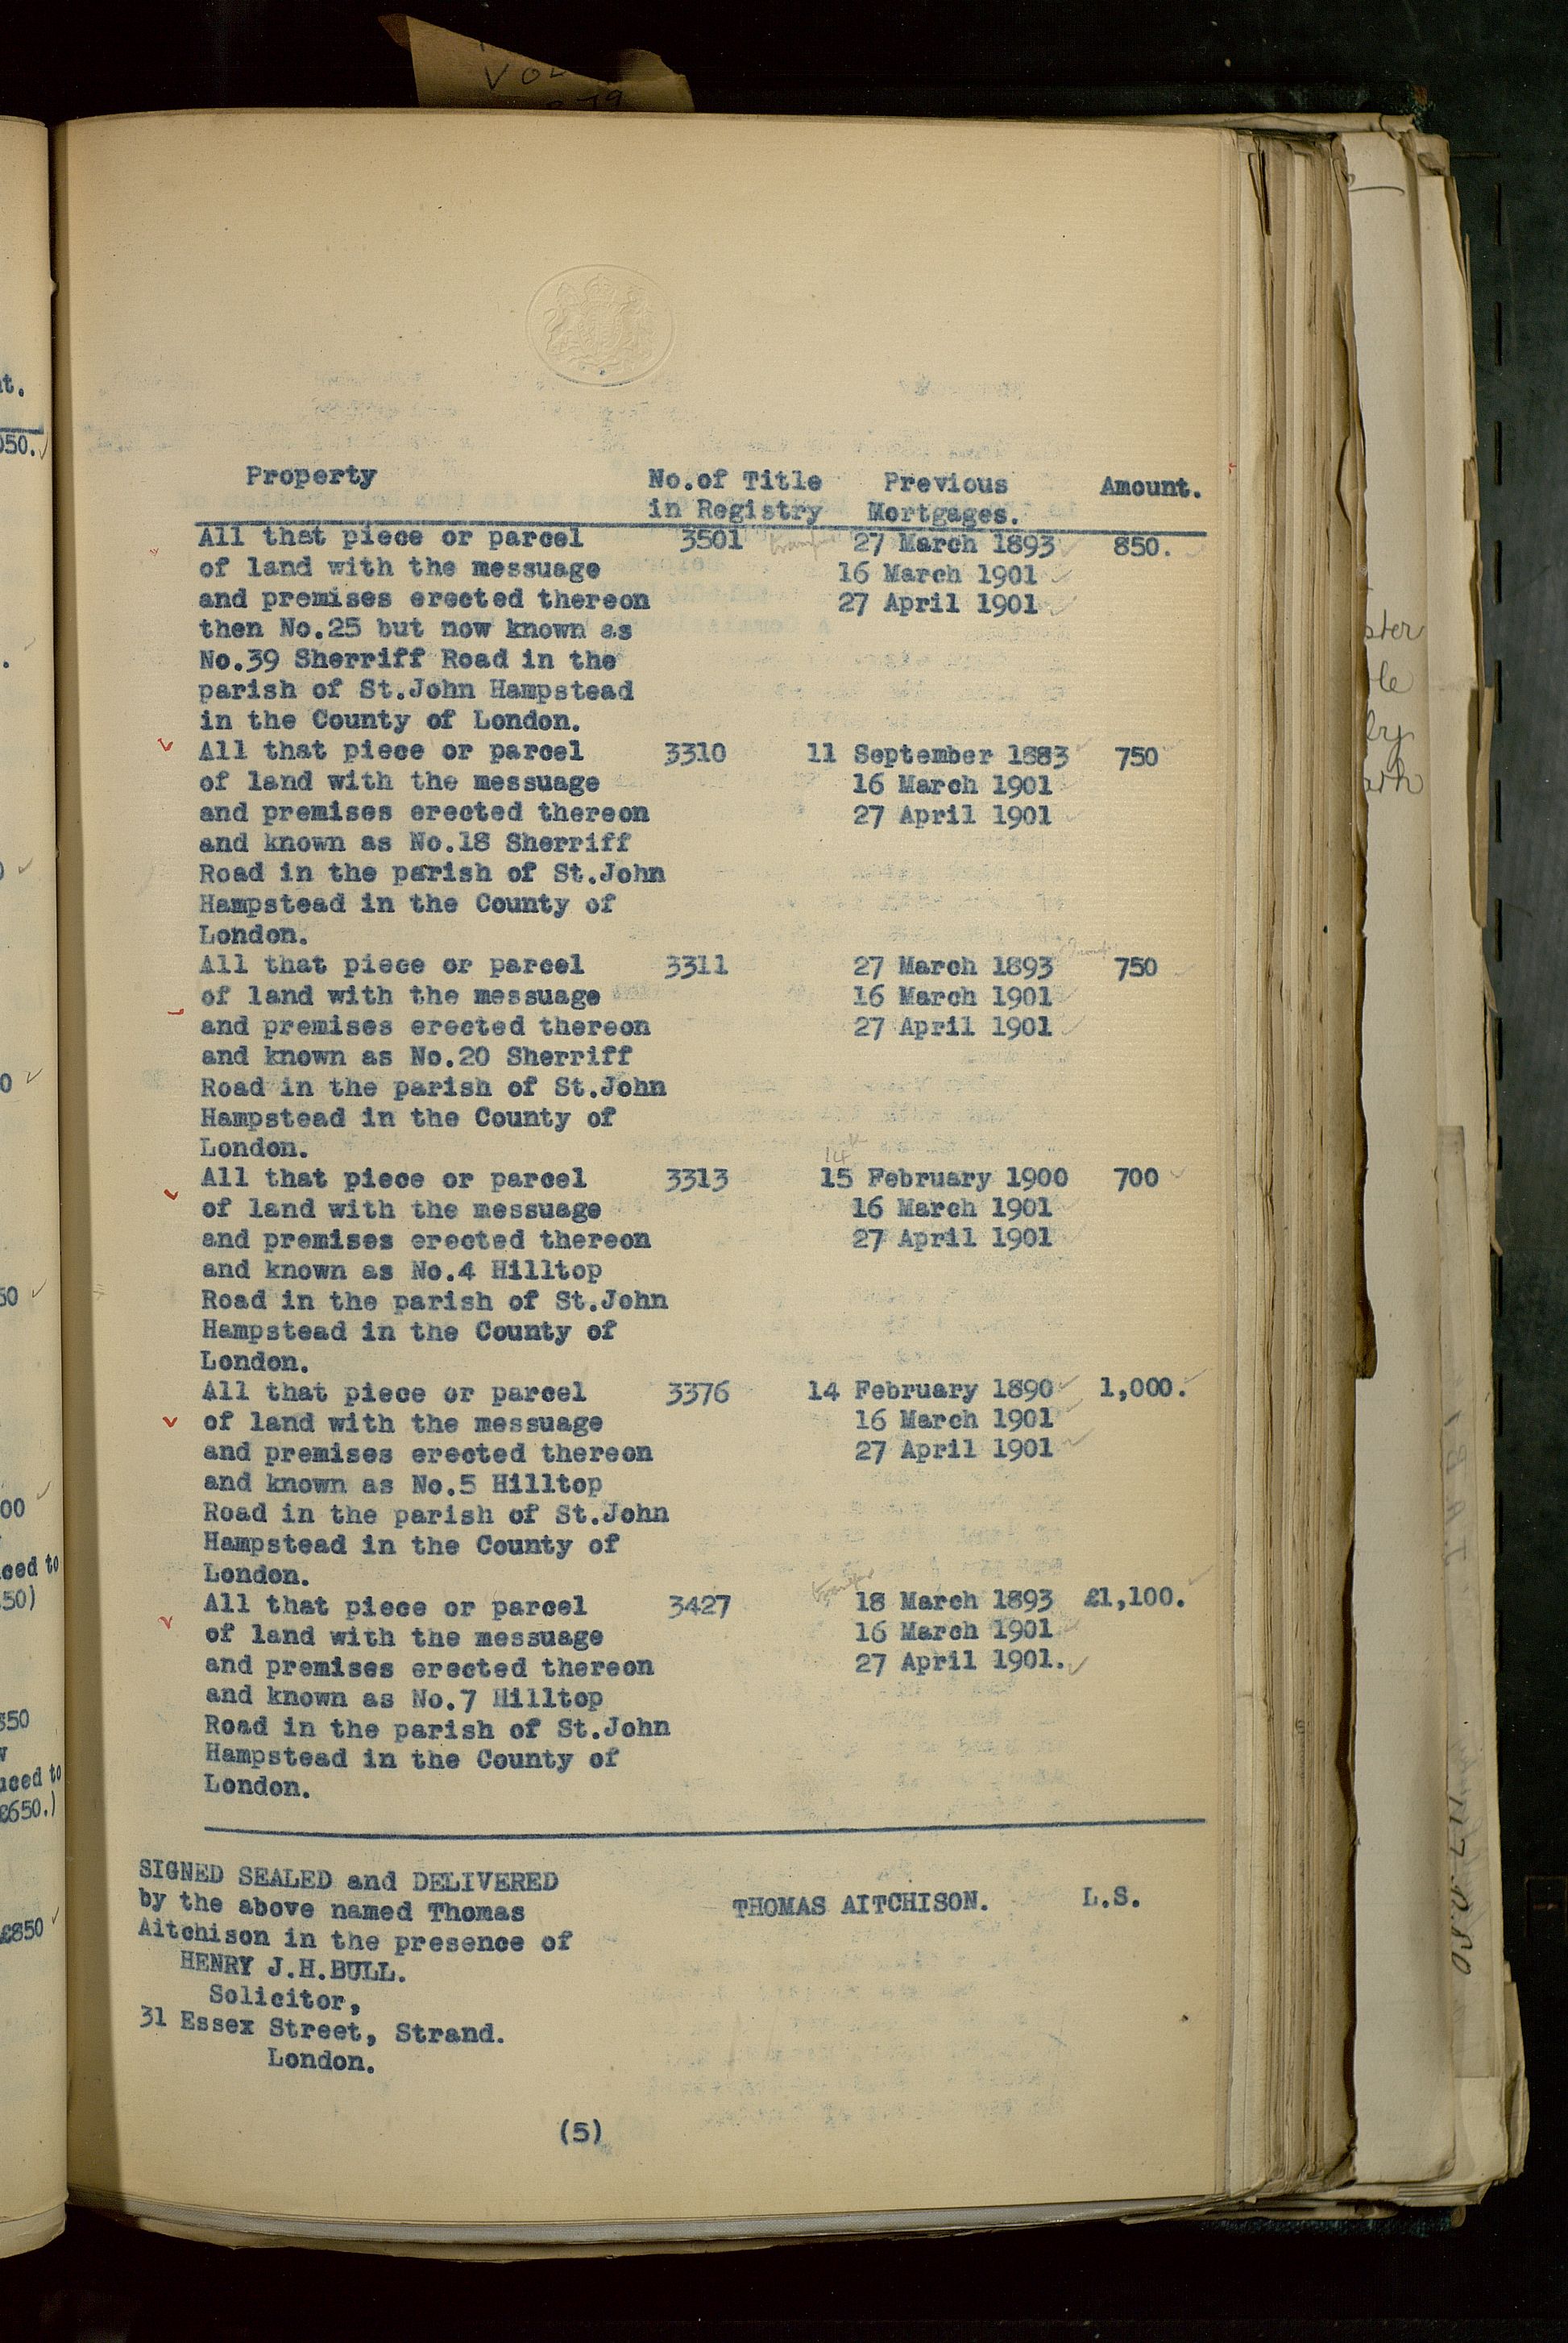 VOL
Property No.of Title Previous Amount.
in Registry Mortgages.
All that piece or parcel 3501 transfer 27 March 1893 850.
of land with the messuage 16 March 1901
and premises erected thereon 27 April 1901
then No.25 but now known as
No.39 Sherriff Road in the
parish of St.John Hampstead
in the County of London.
All that piece or parcel 3310 11 September 1883 750
of land with the messuage 16 March 1901
and premises erected thereon 27 April 1901
and known as No.18 Sherriff
Road in the parish of St.John
Hampstead in the County of
London.
All that piece or parcel 3311 27 March 1893 750
of land with the messuage 16 March 1901
and premises erected thereon 27 April 1901
and known as No.20 Sherriff
Road in the parish of St.John
Hampstead in the County of
London.
14th
All that piece or parcel 3313 15 February 1900 700
of land with the messuage 16 March 1901
and premises erected thereon 27 April 1901
and known as No.4 Hilltop
Road in the parish of St.John
Hampstead in the County of
London.
All that piece or parcel 3376 14 February 1890 1,000.
of land with the messuage 16 March 1901
and premises erected thereon 27 April 1901
and known as No.5 Hilltop
Road in the parish of St.John
Hampstead in the County of
London.
transfer
All that piece or parcel 3427 18 March 1893 £1,100.
of land with the messuage 16 March 1901
and premises erected thereon 27 April 1901.
and known as No.7 Hilltop
Road in the parish of St.John
Hampstead in the County of
London.
SIGNED SEALED and DELIVERED
by the above named Thomas THOMAS AITCHISON. L.S.
Aitchison in the presence of
HENRY J.H.BULL.
Solicitor,
31 Essex Street, Strand.
London.
(5)